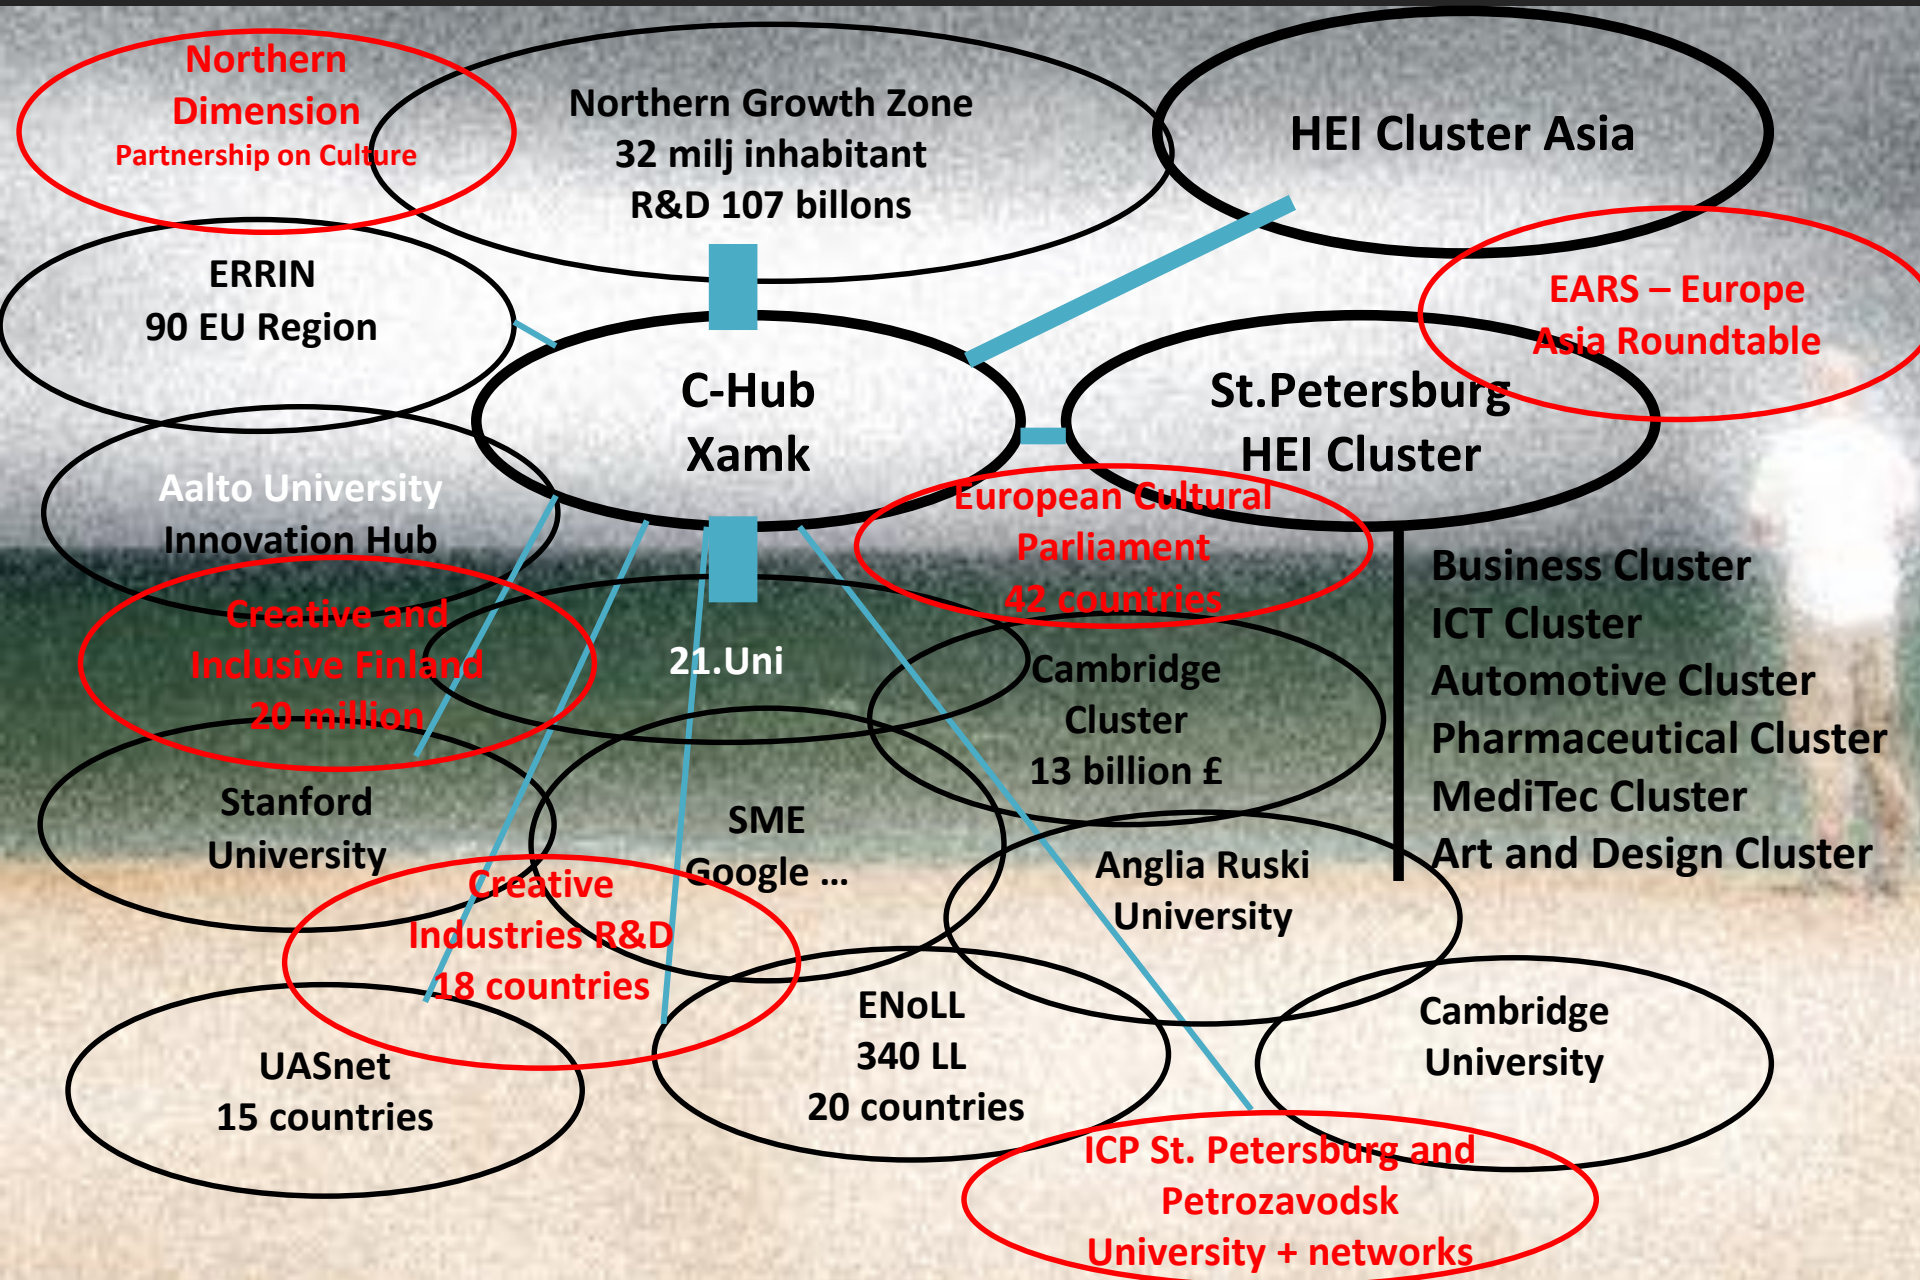 Northern
Dimension
Partnership on Culture
Northern Growth Zone
32 milj inhabitant
R&D 107 billons
HEI Cluster Asia
ERRIN
90 EU Region
EARS – Europe
Asia Roundtable
C-Hub
Xamk
St.Petersburg
HEI Cluster
Aalto University
Innovation Hub
European Cultural
Parliament
42 countries
Business Cluster
ICT Cluster
Automotive Cluster
Pharmaceutical Cluster
MediTec Cluster
Art and Design Cluster
Creative and
Inclusive Finland
20 million
21.Uni
Cambridge
Cluster
13 billion £
Stanford
University
SME
Google ...
Anglia Ruski
University
Creative
Industries R&D
18 countries
ENoLL
340 LL
20 countries
Cambridge
University
UASnet
15 countries
ICP St. Petersburg and
Petrozavodsk
University + networks